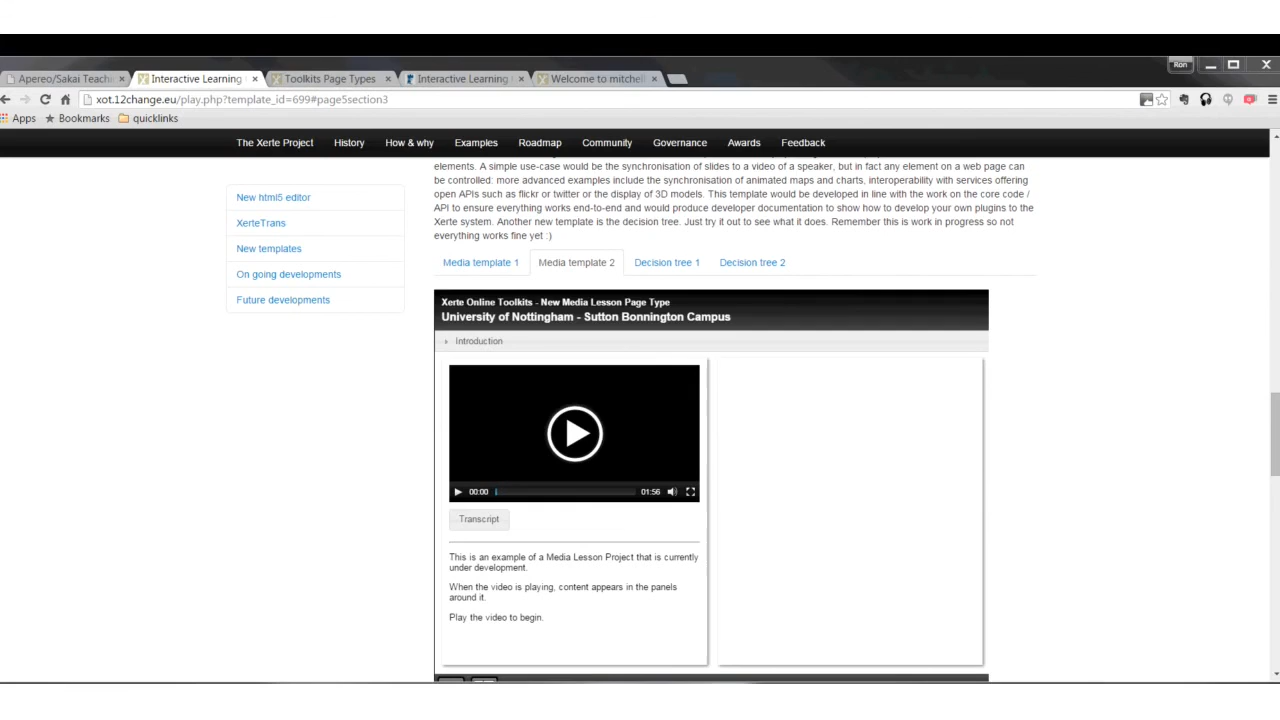 Ron
Apereo/Sakai Teachi
Interactive Learning
Toolkits Page Types
Interactive Learning
Welcome to mitchell
xot.12change.eu/play.php?template_id=699#page5section3
Apps
Bookmarks
quicklinks
The Xerte Project
History
How & why
Examples
Roadmap
Community
Governance
Awards
Feedback
elements. A simple use-case would be the synchronisation of slides to a video of a speaker, but in fact any element on a web page can
be controlled: more advanced examples include the synchronisation of animated maps and charts, interoperability with services offering
open APIs such as flickr or twitter or the display of 3D models. This template would be developed in line with the work on the core code /
API to ensure everything works end-to-end and would produce developer documentation to show how to develop your own plugins to the
Xerte system. Another new template is the decision tree. Just try it out to see what it does. Remember this is work in progress so not
everything works fine yet :)
New html5 editor
XerteTrans
New templates
On going developments
Future developments
Media template 1
Media template 2
Decision tree 1
Decision tree 2
Xerte Online Toolkits - New Media Lesson Page Type
University of Nottingham - Sutton Bonnington Campus
Introduction
00:00
01:56
Transcript
This is an example of a Media Lesson Project that is currently
under development.
When the video is playing, content appears in the panels
around it.
Play the video to begin.